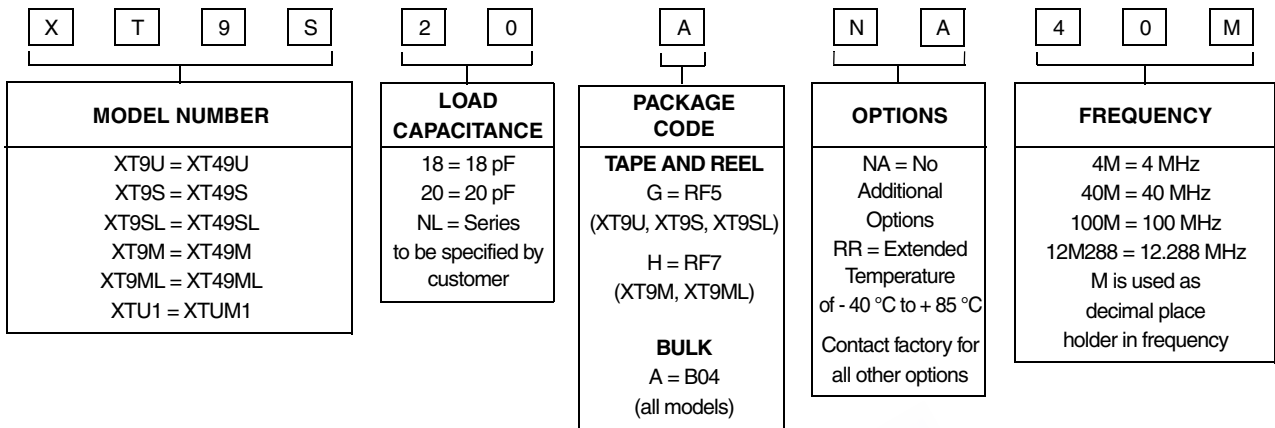 X T 9 S 2 0 A N A 4 0 M
MODEL NUMBER
XT9U = XT49U
XT9S = XT49S
XT9SL = XT49SL
XT9M = XT49M
XT9ML = XT49ML
XTU1 = XTUM1
LOAD
CAPACITANCE
18 = 18 pF
20 = 20 pF
NL = Series
to be specified by
customer
PACKAGE
CODE
TAPE AND REEL
G = RF5
(XT9U, XT9S, XT9SL)
H = RF7
(XT9M, XT9ML)
BULK
A = B04
(all models)
OPTIONS
NA = No
Additional
Options
RR = Extended
Temperature
of - 40 °C to + 85 °C
Contact factory for
all other options
FREQUENCY
4M = 4 MHz
40M = 40 MHz
100M = 100 MHz
12M288 = 12.288 MHz
M is used as
decimal place
holder in frequency